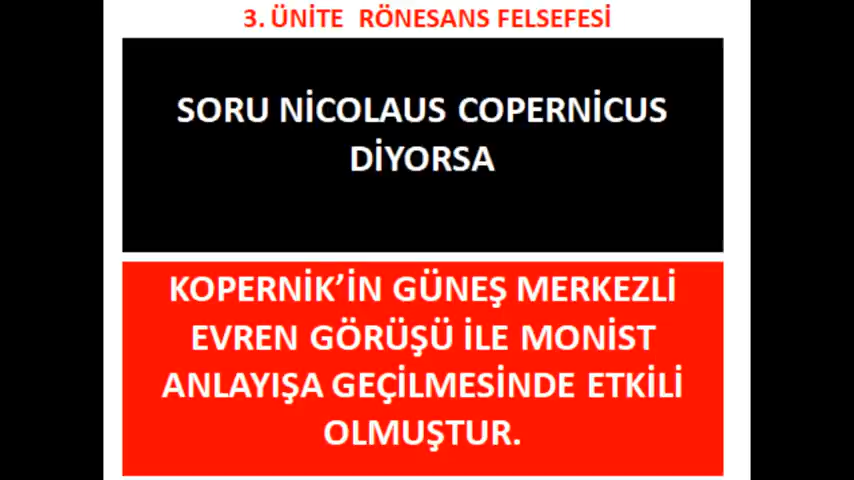 3. ÜNİTE RÖNESANS FELSEFESİ
SORU NİCOLAUS COPERNİCUS
DİYORSA
KOPERNİK'İN GÜNEŞ MERKEZLİ
EVREN GÖRÜŞÜ İLE MONİST
ANLAYIŞA GEÇİLMESİNDE ETKİLİ
OLMUŞTUR.